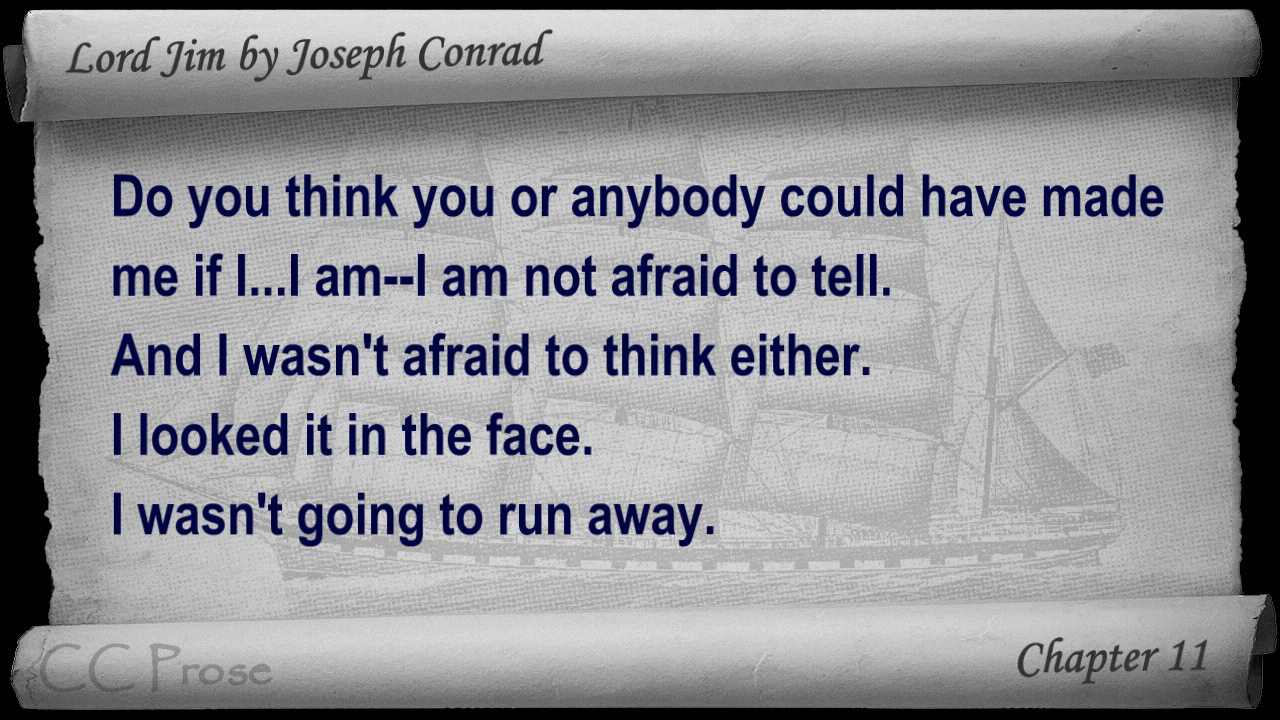 Lord Jim by Joseph Conrad
Do you think you or anybody could have made
me if I...I am--I am not afraid to tell.
And I wasn't afraid to think either.
I looked it in the face.
I wasn't going to run away.
CC Prose
Chapter 11